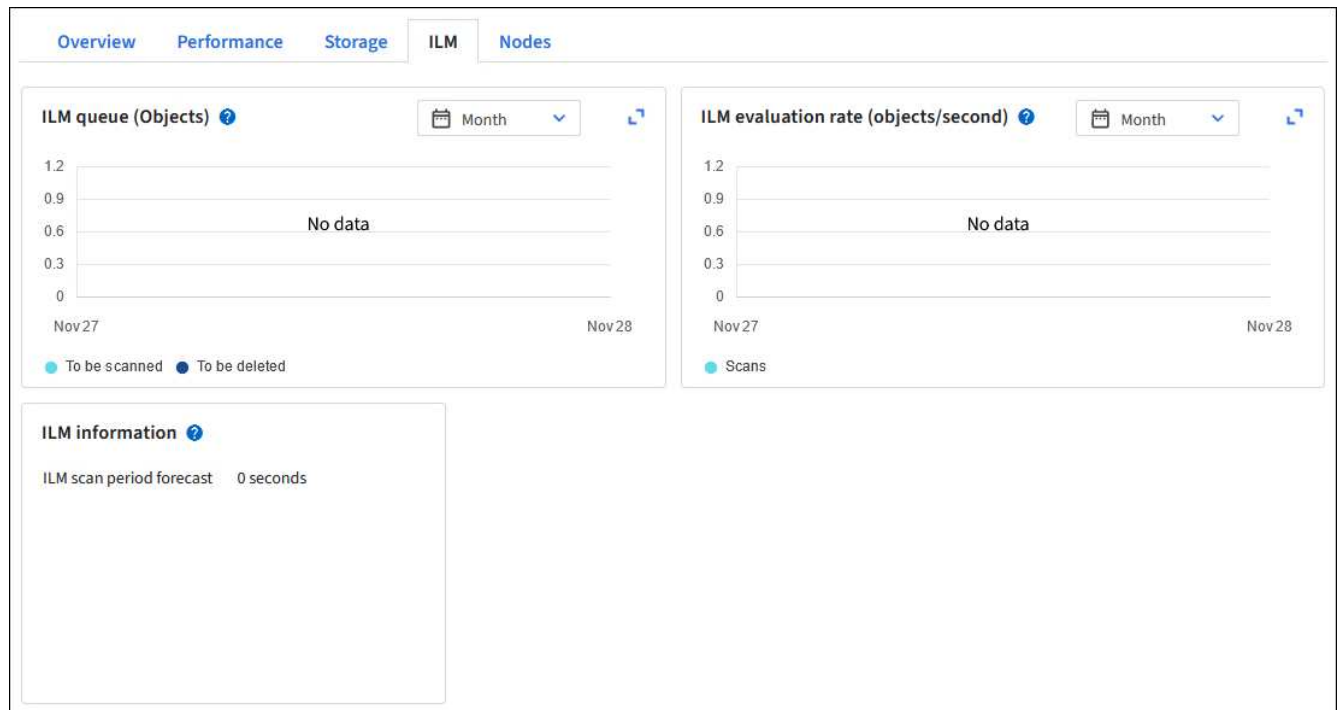 Overview Performance Storage ILM Nodes
ILM queue (Objects) ? Month
1.2
0.9
0.6
0.3
0
No data
Nov 27 Nov 28
To be scanned To be deleted
ILM evaluation rate (objects/second) ? Month
1.2
0.9
0.6
0.3
0
No data
Nov 27 Nov 28
Scans
ILM information ?
ILM scan period forecast 0 seconds